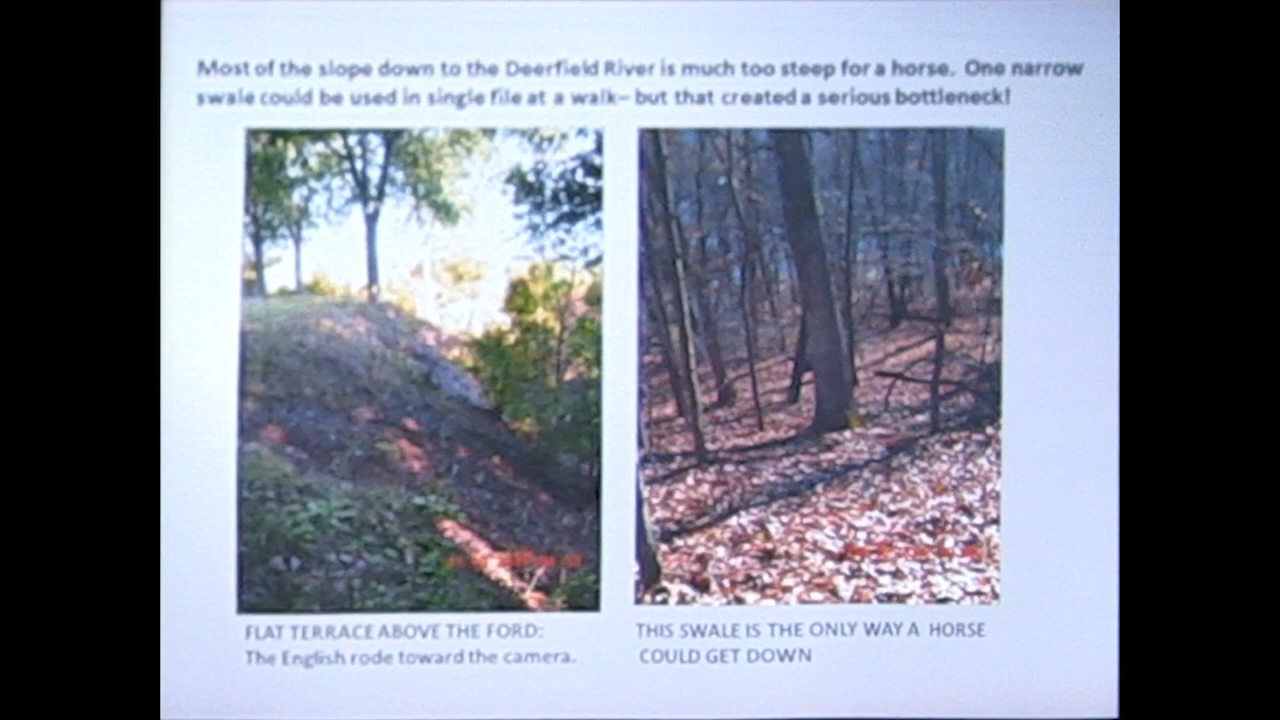 Most of the slope down to the Deerfield River is much too steep for a horse. One narrow
swale could be used in single file at a walk– but that created a serious bottleneck!
FLAT TERRACE ABOVE THE FORD:
The English rode toward the camera.
THIS SWALE IS THE ONLY WAY A HORSE
COULD GET DOWN